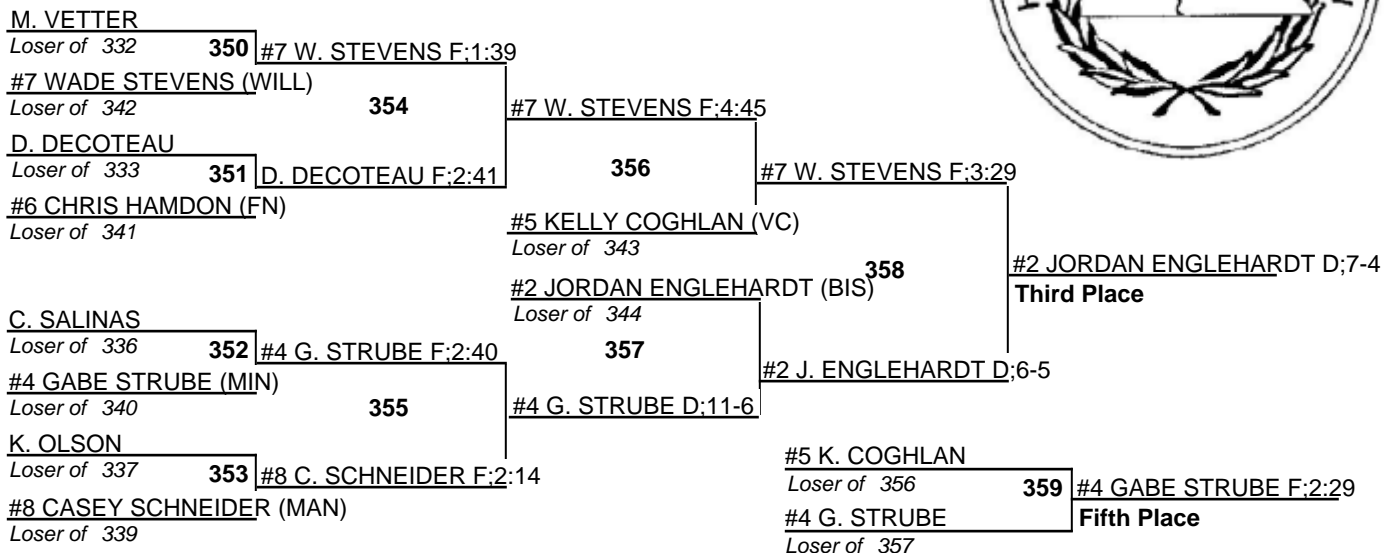 M. VETTER
Loser of 332
350
#7 W. STEVENS F;1:39
#7 WADE STEVENS (WILL)
Loser of 342
354
#7 W. STEVENS F;4:45
D. DECOTEAU
Loser of 333
351
D. DECOTEAU F;2:41
356
#7 W. STEVENS F;3:29
#6 CHRIS HAMDON (FN)
Loser of 341
#5 KELLY COGHLAN (VC)
Loser of 343
358
#2 JORDAN ENGLEHARDT D;7-4
Third Place
#2 JORDAN ENGLEHARDT (BIS)
Loser of 344
C. SALINAS
Loser of 336
352
#4 G. STRUBE F;2:40
357
#2 J. ENGLEHARDT D;6-5
#4 GABE STRUBE (MIN)
Loser of 340
355
#4 G. STRUBE D;11-6
K. OLSON
Loser of 337
353
#8 C. SCHNEIDER F;2:14
#8 CASEY SCHNEIDER (MAN)
Loser of 339
#5 K. COGHLAN
Loser of 356
359
#4 GABE STRUBE F;2:29
Fifth Place
#4 G. STRUBE
Loser of 357